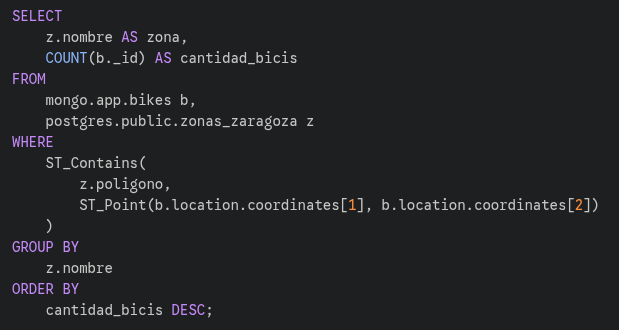 SELECT
    z.nombre AS zona,
    COUNT(b._id) AS cantidad_bicis
FROM
    mongo.app.bikes b,
    postgres.public.zonas_zaragoza z
WHERE
    ST_Contains(
        z.poligono,
        ST_Point(b.location.coordinates[1], b.location.coordinates[2])
    )
GROUP BY
    z.nombre
ORDER BY
    cantidad_bicis DESC;